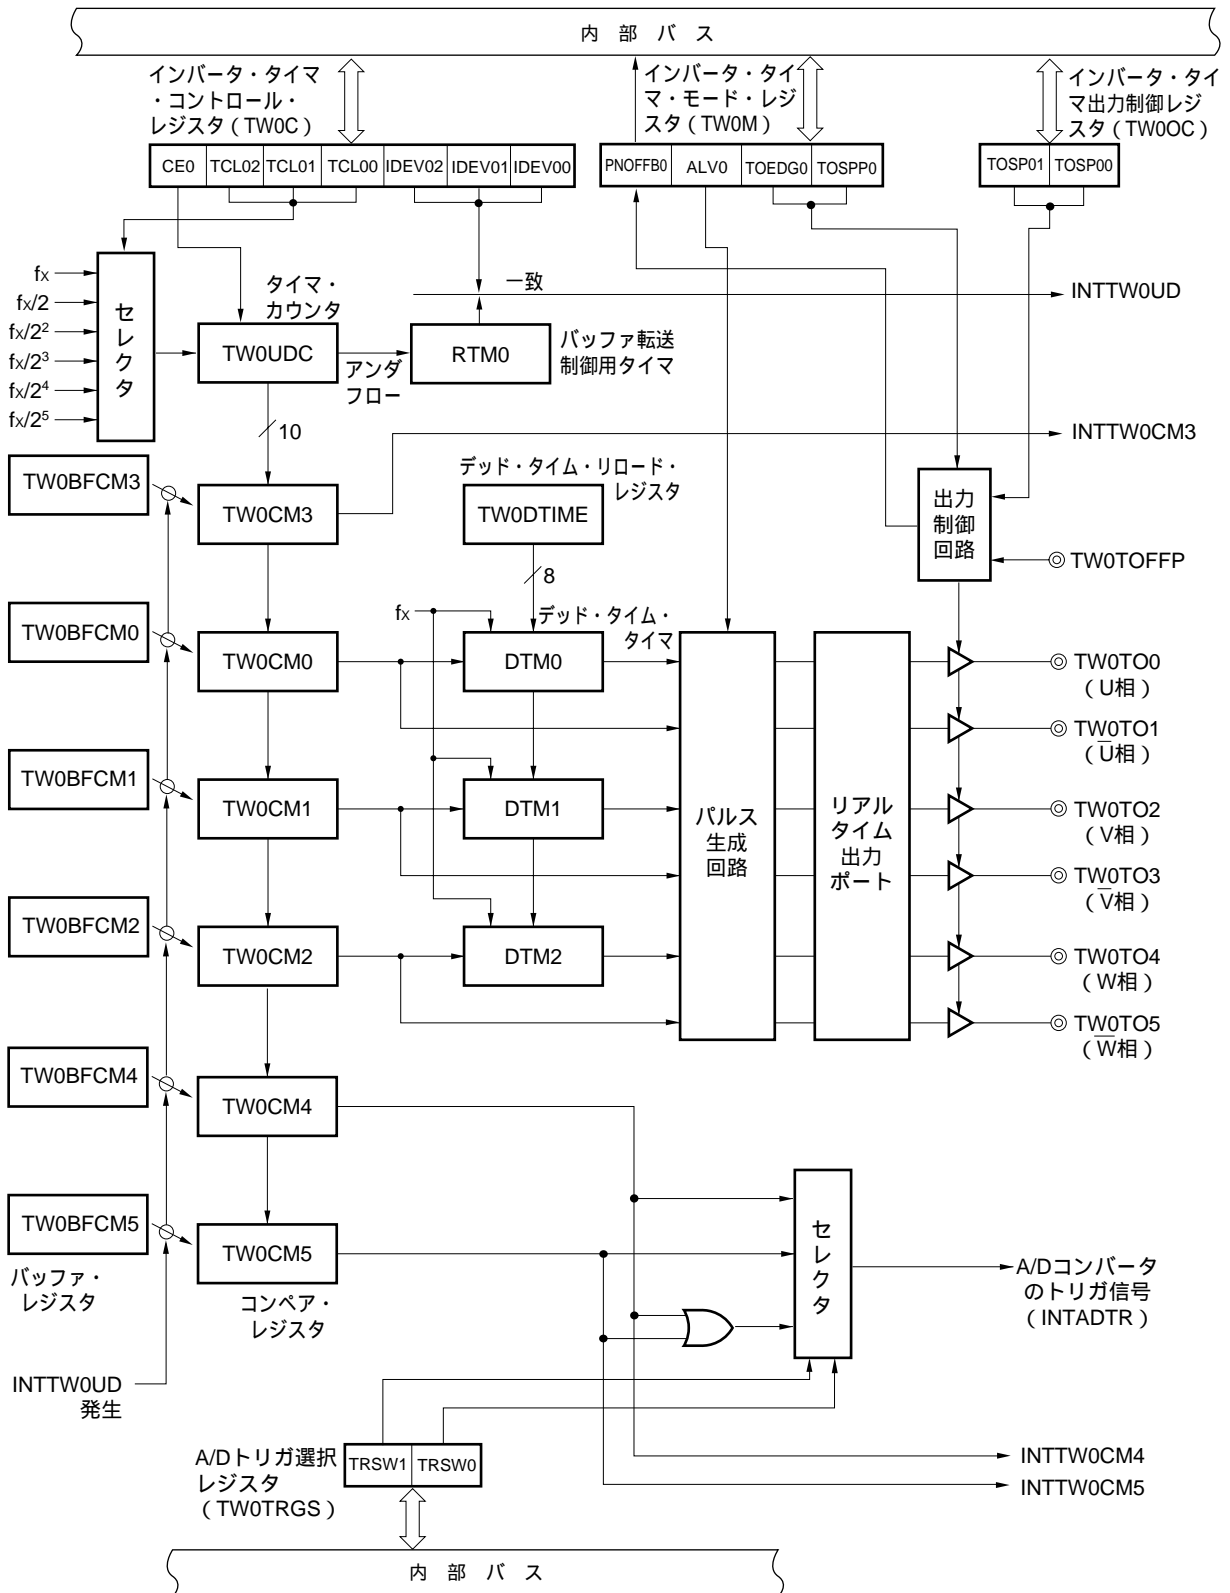 内 部 バ ス
インバータ・タイマ
・コントロール・
レジスタ（TW0C）
インバータ・タイ
マ・モード・レジ
スタ（TW0M）
インバータ・タイ
マ出力制御レジ
スタ（TW0OC）
CE0 TCL02 TCL01 TCL00 IDEV02 IDEV01 IDEV00
PNOFFB0 ALV0 TOEDG0 TOSPP0
TOSP01 TOSP00
fX
fX/2
fX/2²
fX/2³
fX/2⁴
fX/2⁵
セレクタ
タイマ・
カウンタ
TW0UDC
アンダ
フロー
RTM0
一致
バッファ転送
制御用タイマ
INTTW0UD
10
INTTW0CM3
TW0BFCM3
TW0CM3
デッド・タイム・リロード・
レジスタ
TW0DTIME
8
出力
制御
回路
TW0TOFFP
fX
デッド・タイム・
タイマ
TW0BFCM0
TW0CM0
DTM0
TW0TO0
（U相）
TW0TO1
（U̅相）
TW0BFCM1
TW0CM1
DTM1
パルス
生成
回路
リアル
タイム
出力
ポート
TW0TO2
（V相）
TW0TO3
（V̅相）
TW0BFCM2
TW0CM2
DTM2
TW0TO4
（W相）
TW0TO5
（W̅相）
TW0BFCM4
TW0CM4
TW0BFCM5
TW0CM5
バッファ・
レジスタ
コンペア・
レジスタ
セレクタ
A/Dコンバータ
のトリガ信号
（INTADTR）
INTTW0UD
発生
A/Dトリガ選択
レジスタ
（TW0TRGS）
TRSW1 TRSW0
INTTW0CM4
INTTW0CM5
内 部 バ ス